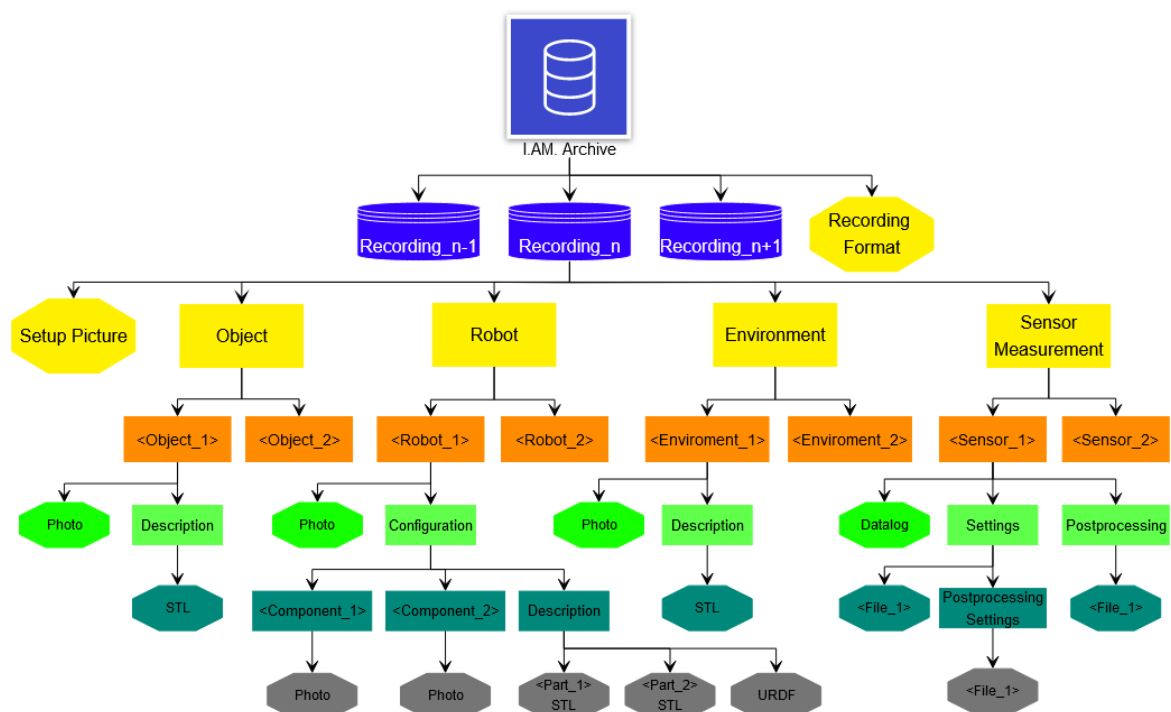 I.AM. Archive
Recording_n-1
Recording_n
Recording_n+1
Recording
Format
Setup Picture
Object
Robot
Environment
Sensor
Measurement
<Object_1>
<Object_2>
<Robot_1>
<Robot_2>
<Enviroment_1>
<Enviroment_2>
<Sensor_1>
<Sensor_2>
Photo
Description
Photo
Configuration
Photo
Description
Datalog
Settings
Postprocessing
STL
<Component_1>
<Component_2>
Description
STL
<File_1>
Postprocessing
Settings
<File_1>
Photo
Photo
<Part_1>
STL
<Part_2>
STL
URDF
<File_1>